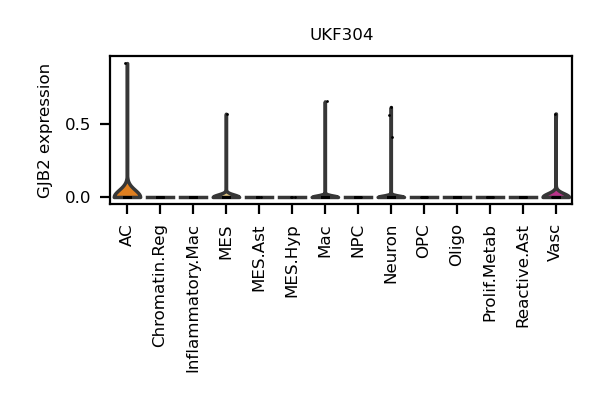 UKF304
GJB2 expression
0.5
0.0
AC
Chromatin.Reg
Inflammatory.Mac
MES
MES.Ast
MES.Hyp
Mac
NPC
Neuron
OPC
Oligo
Prolif.Metab
Reactive.Ast
Vasc